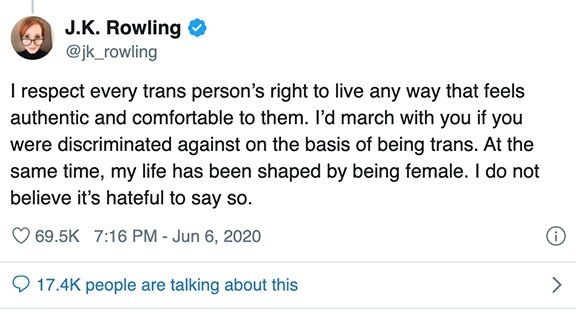 J.K. Rowling
@jk_rowling
I respect every trans person’s right to live any way that feels
authentic and comfortable to them. I’d march with you if you
were discriminated against on the basis of being trans. At the
same time, my life has been shaped by being female. I do not
believe it’s hateful to say so.
69.5K 7:16 PM - Jun 6, 2020
17.4K people are talking about this